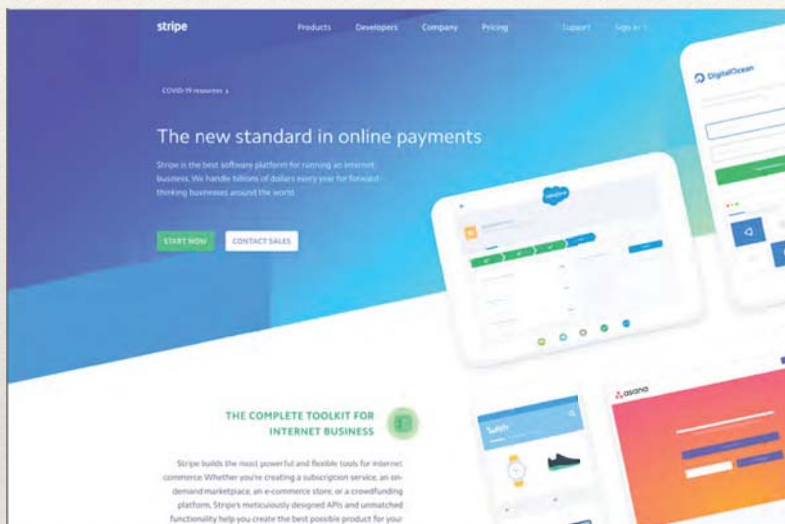 stripe
Products Developers Company Pricing Support Sign in
COVID-19 resources
DigitalOcean
The new standard in online payments
Stripe is the best software platform for running an internet
business. We handle billions of dollars every year for forward-
thinking businesses around the world.
START NOW CONTACT SALES
salesforce
asana
THE COMPLETE TOOLKIT FOR
INTERNET BUSINESS
Stripe builds the most powerful and flexible tools for internet
commerce. Whether you're creating a subscription service, an on-
demand marketplace, an e-commerce store, or a crowdfunding
platform, Stripe's meticulously designed APIs and unmatched
functionality help you create the best possible product for your